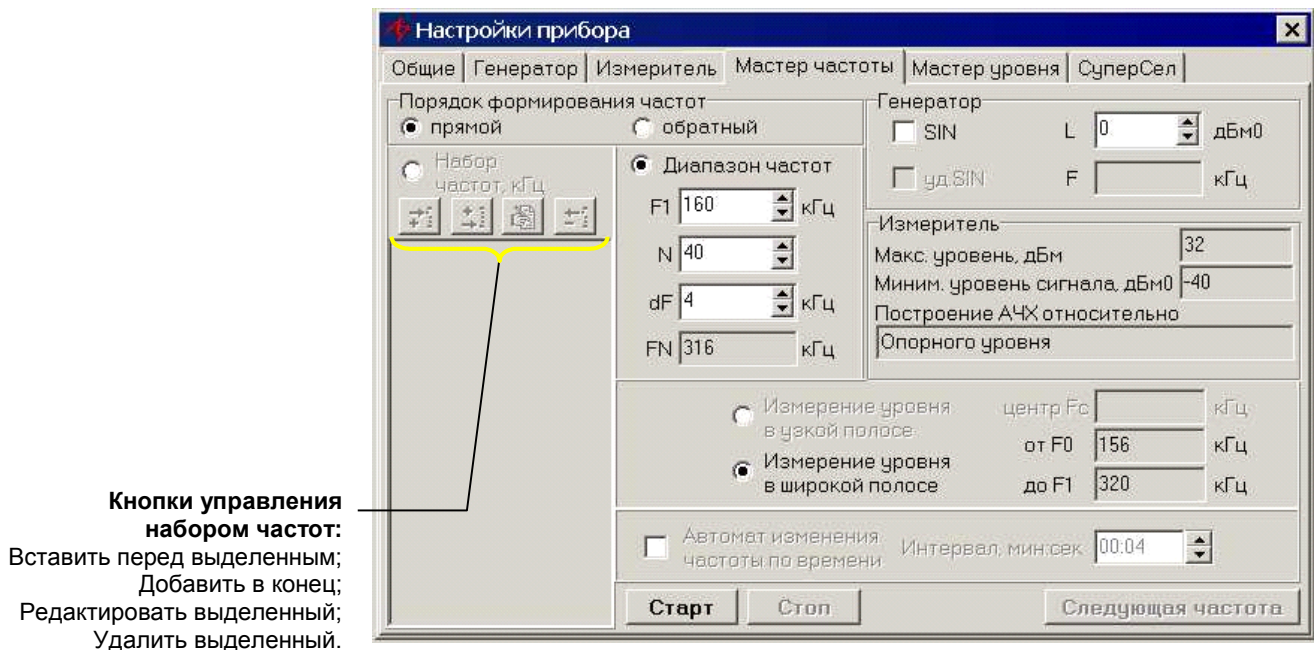 Настройки прибора
Общие Генератор Измеритель Мастер частоты Мастер уровня СуперСел
Порядок формирования частот
прямой обратный
Набор
частот, кГц
Диапазон частот
F1 160 кГц
N 40
dF 4 кГц
FN 316 кГц
Генератор
SIN L 0 дБм0
уд.SIN F кГц
Измеритель
Макс. уровень, дБм 32
Миним. уровень сигнала, дБм0 -40
Построение АЧХ относительно
Опорного уровня
Измерение уровня
в узкой полосе
центр Fc кГц
Измерение уровня
в широкой полосе
от F0 156 кГц
до F1 320 кГц
Автомат изменения
частоты по времени
Интервал, мин:сек 00:04
Старт Стоп Следующая частота
Кнопки управления
набором частот:
Вставить перед выделенным;
Добавить в конец;
Редактировать выделенный;
Удалить выделенный.